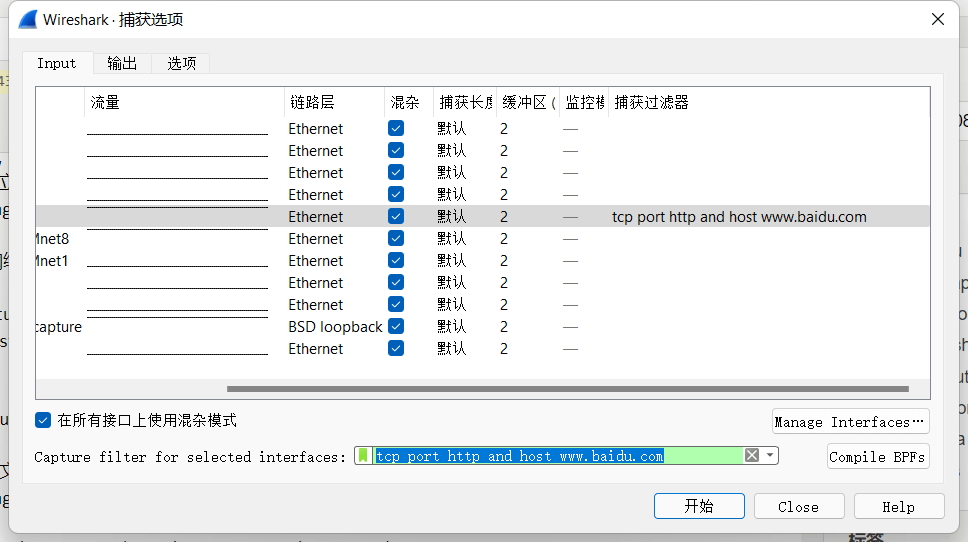 Wireshark · 捕获选项
Input 输出 选项
流量 链路层 混杂 捕获长度 缓冲区 ( 监控模 捕获过滤器
Ethernet 默认 2 —
Ethernet 默认 2 —
Ethernet 默认 2 —
Ethernet 默认 2 —
Ethernet 默认 2 — tcp port http and host www.baidu.com
Mnet8 Ethernet 默认 2 —
Mnet1 Ethernet 默认 2 —
Ethernet 默认 2 —
Ethernet 默认 2 —
capture BSD loopback 默认 2 —
Ethernet 默认 2 —
在所有接口上使用混杂模式
Manage Interfaces…
Capture filter for selected interfaces: tcp port http and host www.baidu.com
Compile BPFs
开始 Close Help